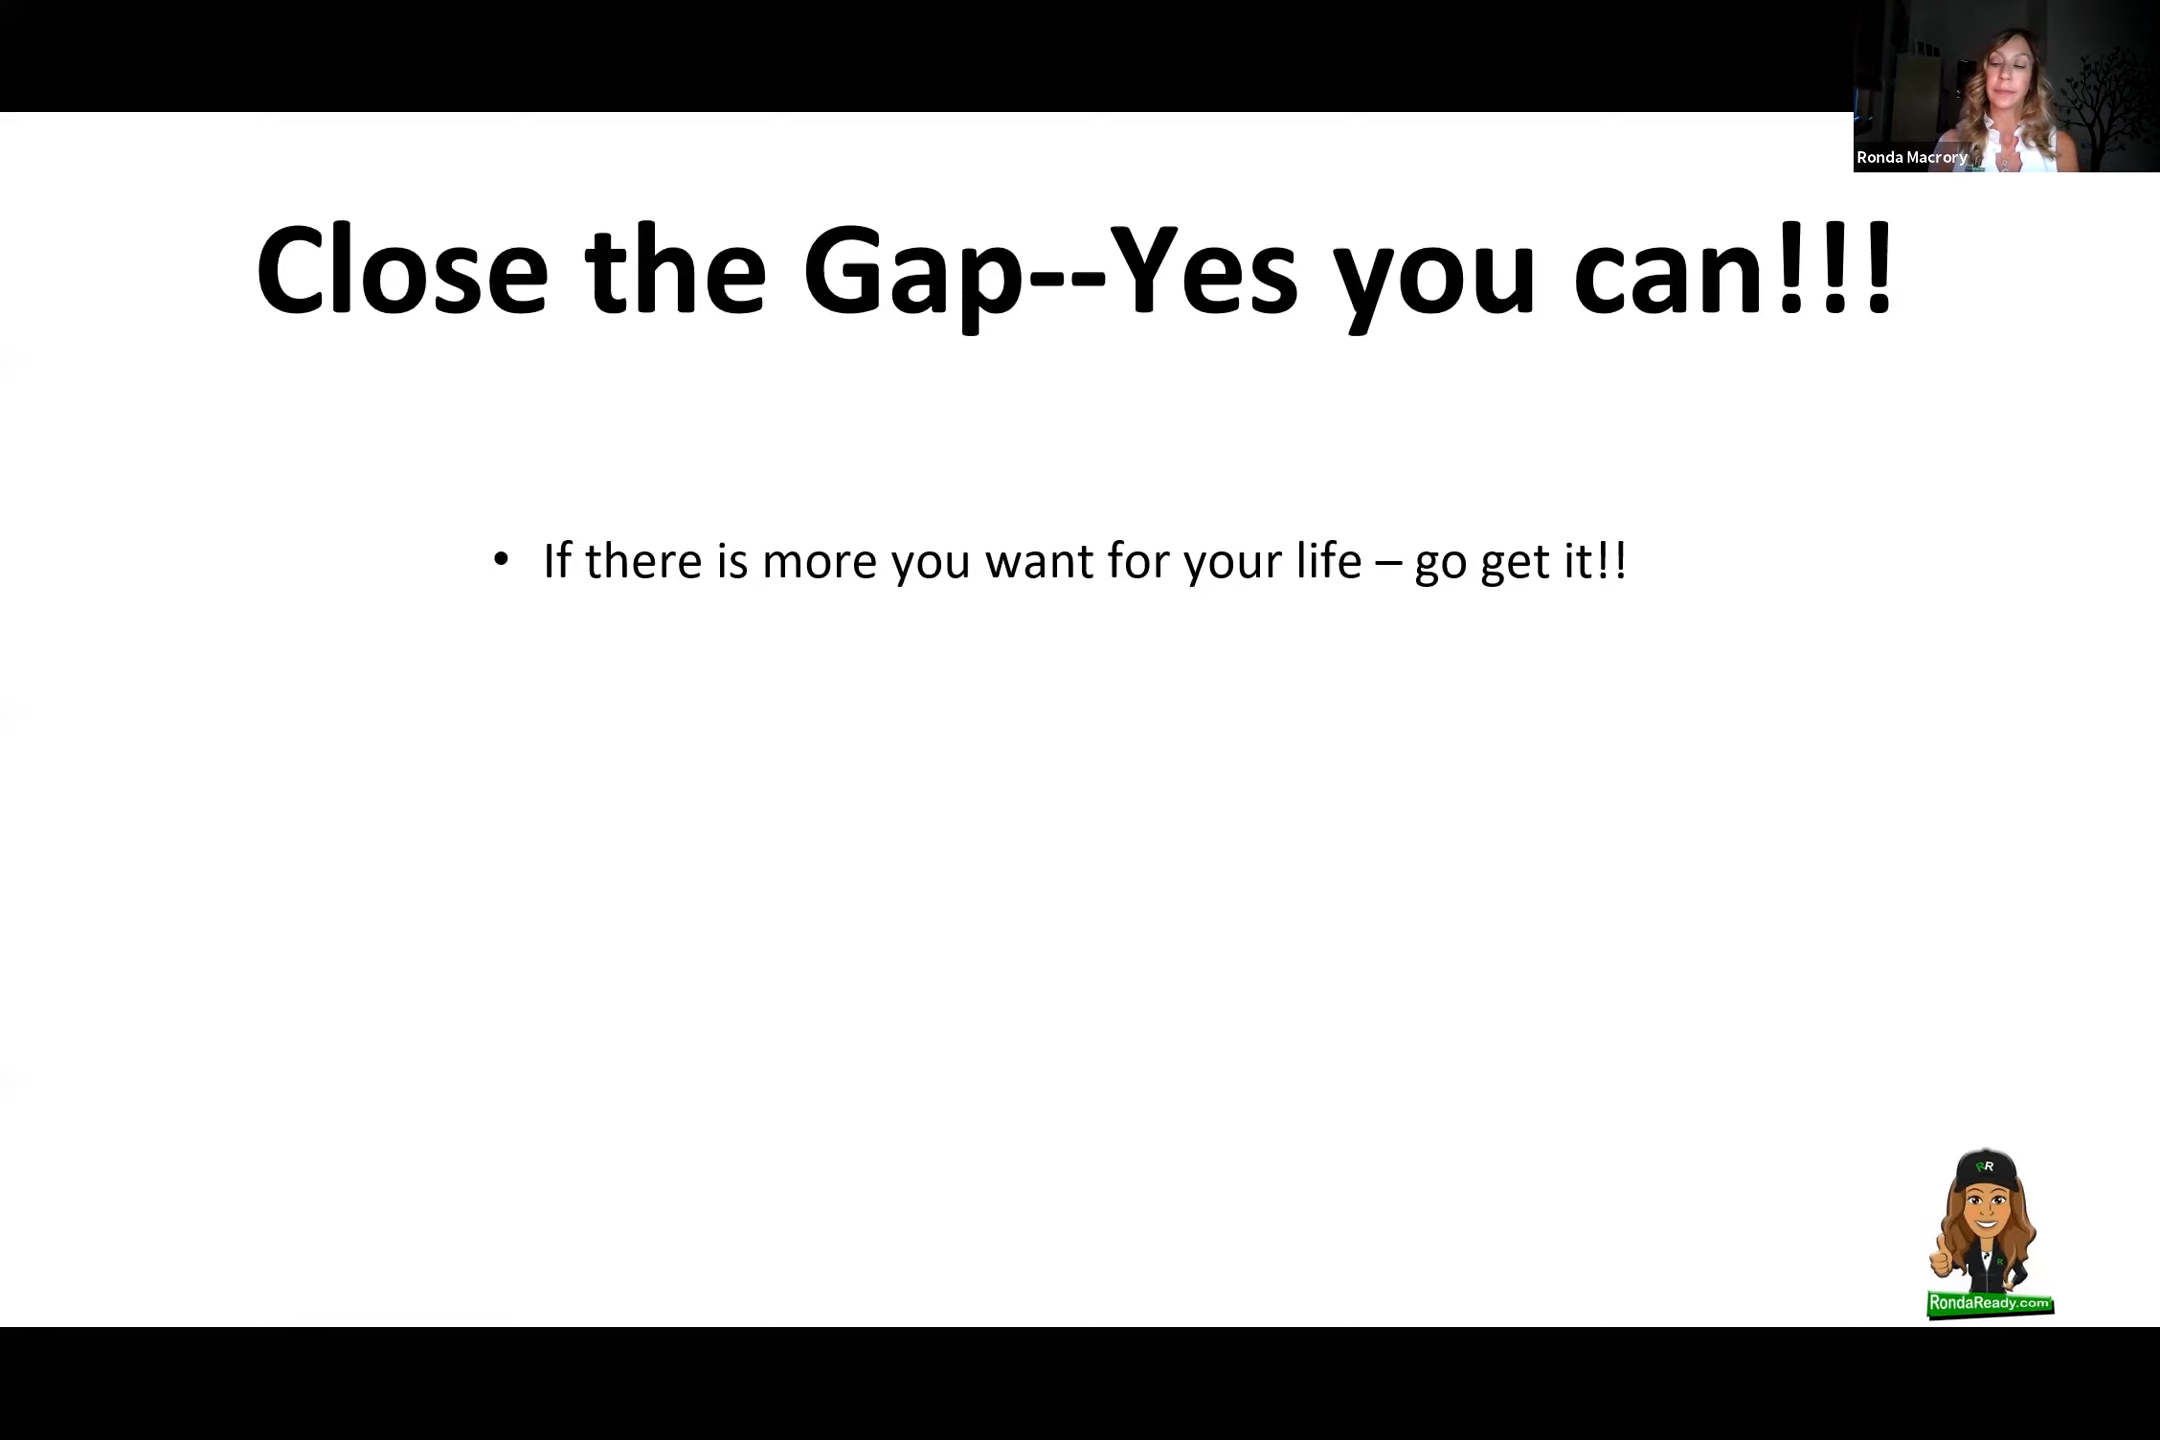 Ronda Macrory
Close the Gap--Yes you can!!!
• If there is more you want for your life – go get it!!
RR
R
RondaReady.com